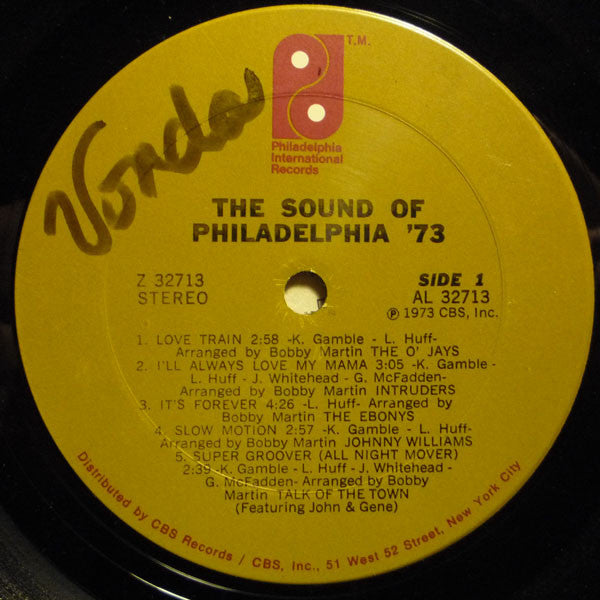 T.M.
Philadelphia
International
Records
Vonda
THE SOUND OF
PHILADELPHIA '73
Z 32713
STEREO
SIDE 1
AL 32713
Ⓟ 1973 CBS, Inc.
1. LOVE TRAIN 2:58 -K. Gamble - L. Huff-
Arranged by Bobby Martin THE O' JAYS
2. I'LL ALWAYS LOVE MY MAMA 3:05 -K. Gamble -
L. Huff - J. Whitehead - G. McFadden-
Arranged by Bobby Martin INTRUDERS
3. IT'S FOREVER 4:26 -L. Huff- Arranged by
Bobby Martin THE EBONYS
4. SLOW MOTION 2:57 -K. Gamble - L. Huff-
Arranged by Bobby Martin JOHNNY WILLIAMS
5. SUPER GROOVER (ALL NIGHT MOVER)
2:39 -K. Gamble - L. Huff - J. Whitehead -
G. McFadden- Arranged by Bobby
Martin TALK OF THE TOWN
(Featuring John & Gene)
Distributed by CBS Records / CBS, Inc., 51 West 52 Street, New York City